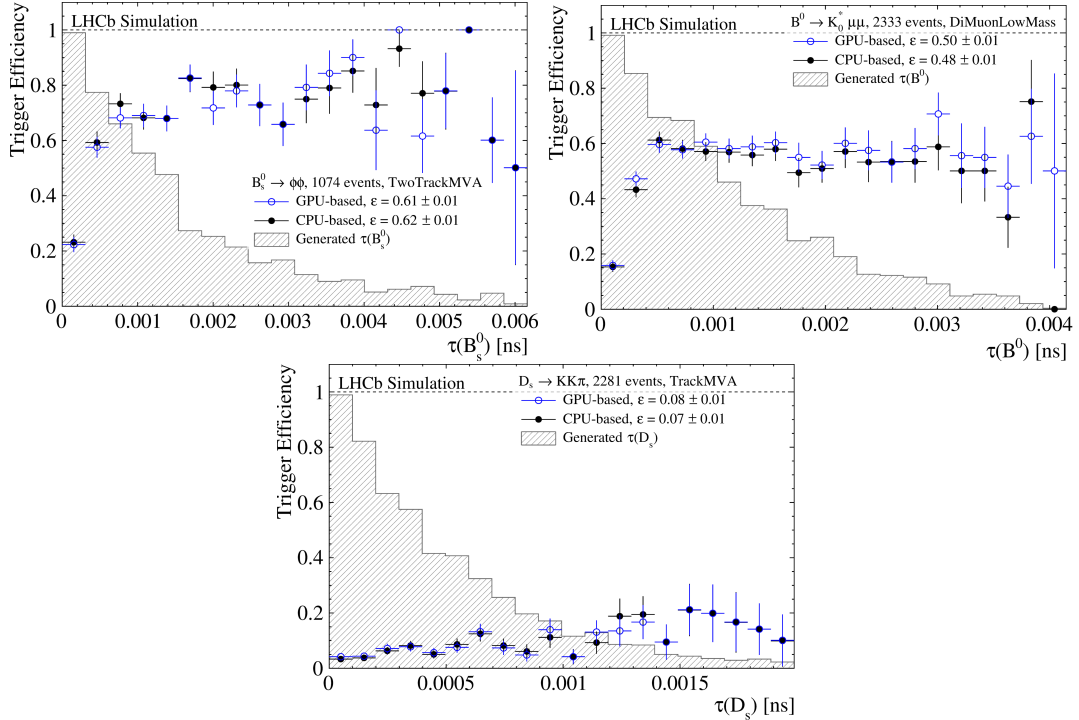 LHCb Simulation
Trigger Efficiency
1
0.8
0.6
0.4
0.2
0
B⁰ₛ → ϕϕ, 1074 events, TwoTrackMVA
GPU-based, ε = 0.61 ± 0.01
CPU-based, ε = 0.62 ± 0.01
Generated τ(B⁰ₛ)
0 0.001 0.002 0.003 0.004 0.005 0.006
τ(B⁰ₛ) [ns]
LHCb Simulation
B⁰ → K*₀ μμ, 2333 events, DiMuonLowMass
GPU-based, ε = 0.50 ± 0.01
CPU-based, ε = 0.48 ± 0.01
Generated τ(B⁰)
Trigger Efficiency
1
0.8
0.6
0.4
0.2
0
0 0.001 0.002 0.003 0.004
τ(B⁰) [ns]
LHCb Simulation
Dₛ → KKπ, 2281 events, TrackMVA
GPU-based, ε = 0.08 ± 0.01
CPU-based, ε = 0.07 ± 0.01
Generated τ(Dₛ)
Trigger Efficiency
1
0.8
0.6
0.4
0.2
0
0 0.0005 0.001 0.0015
τ(Dₛ) [ns]